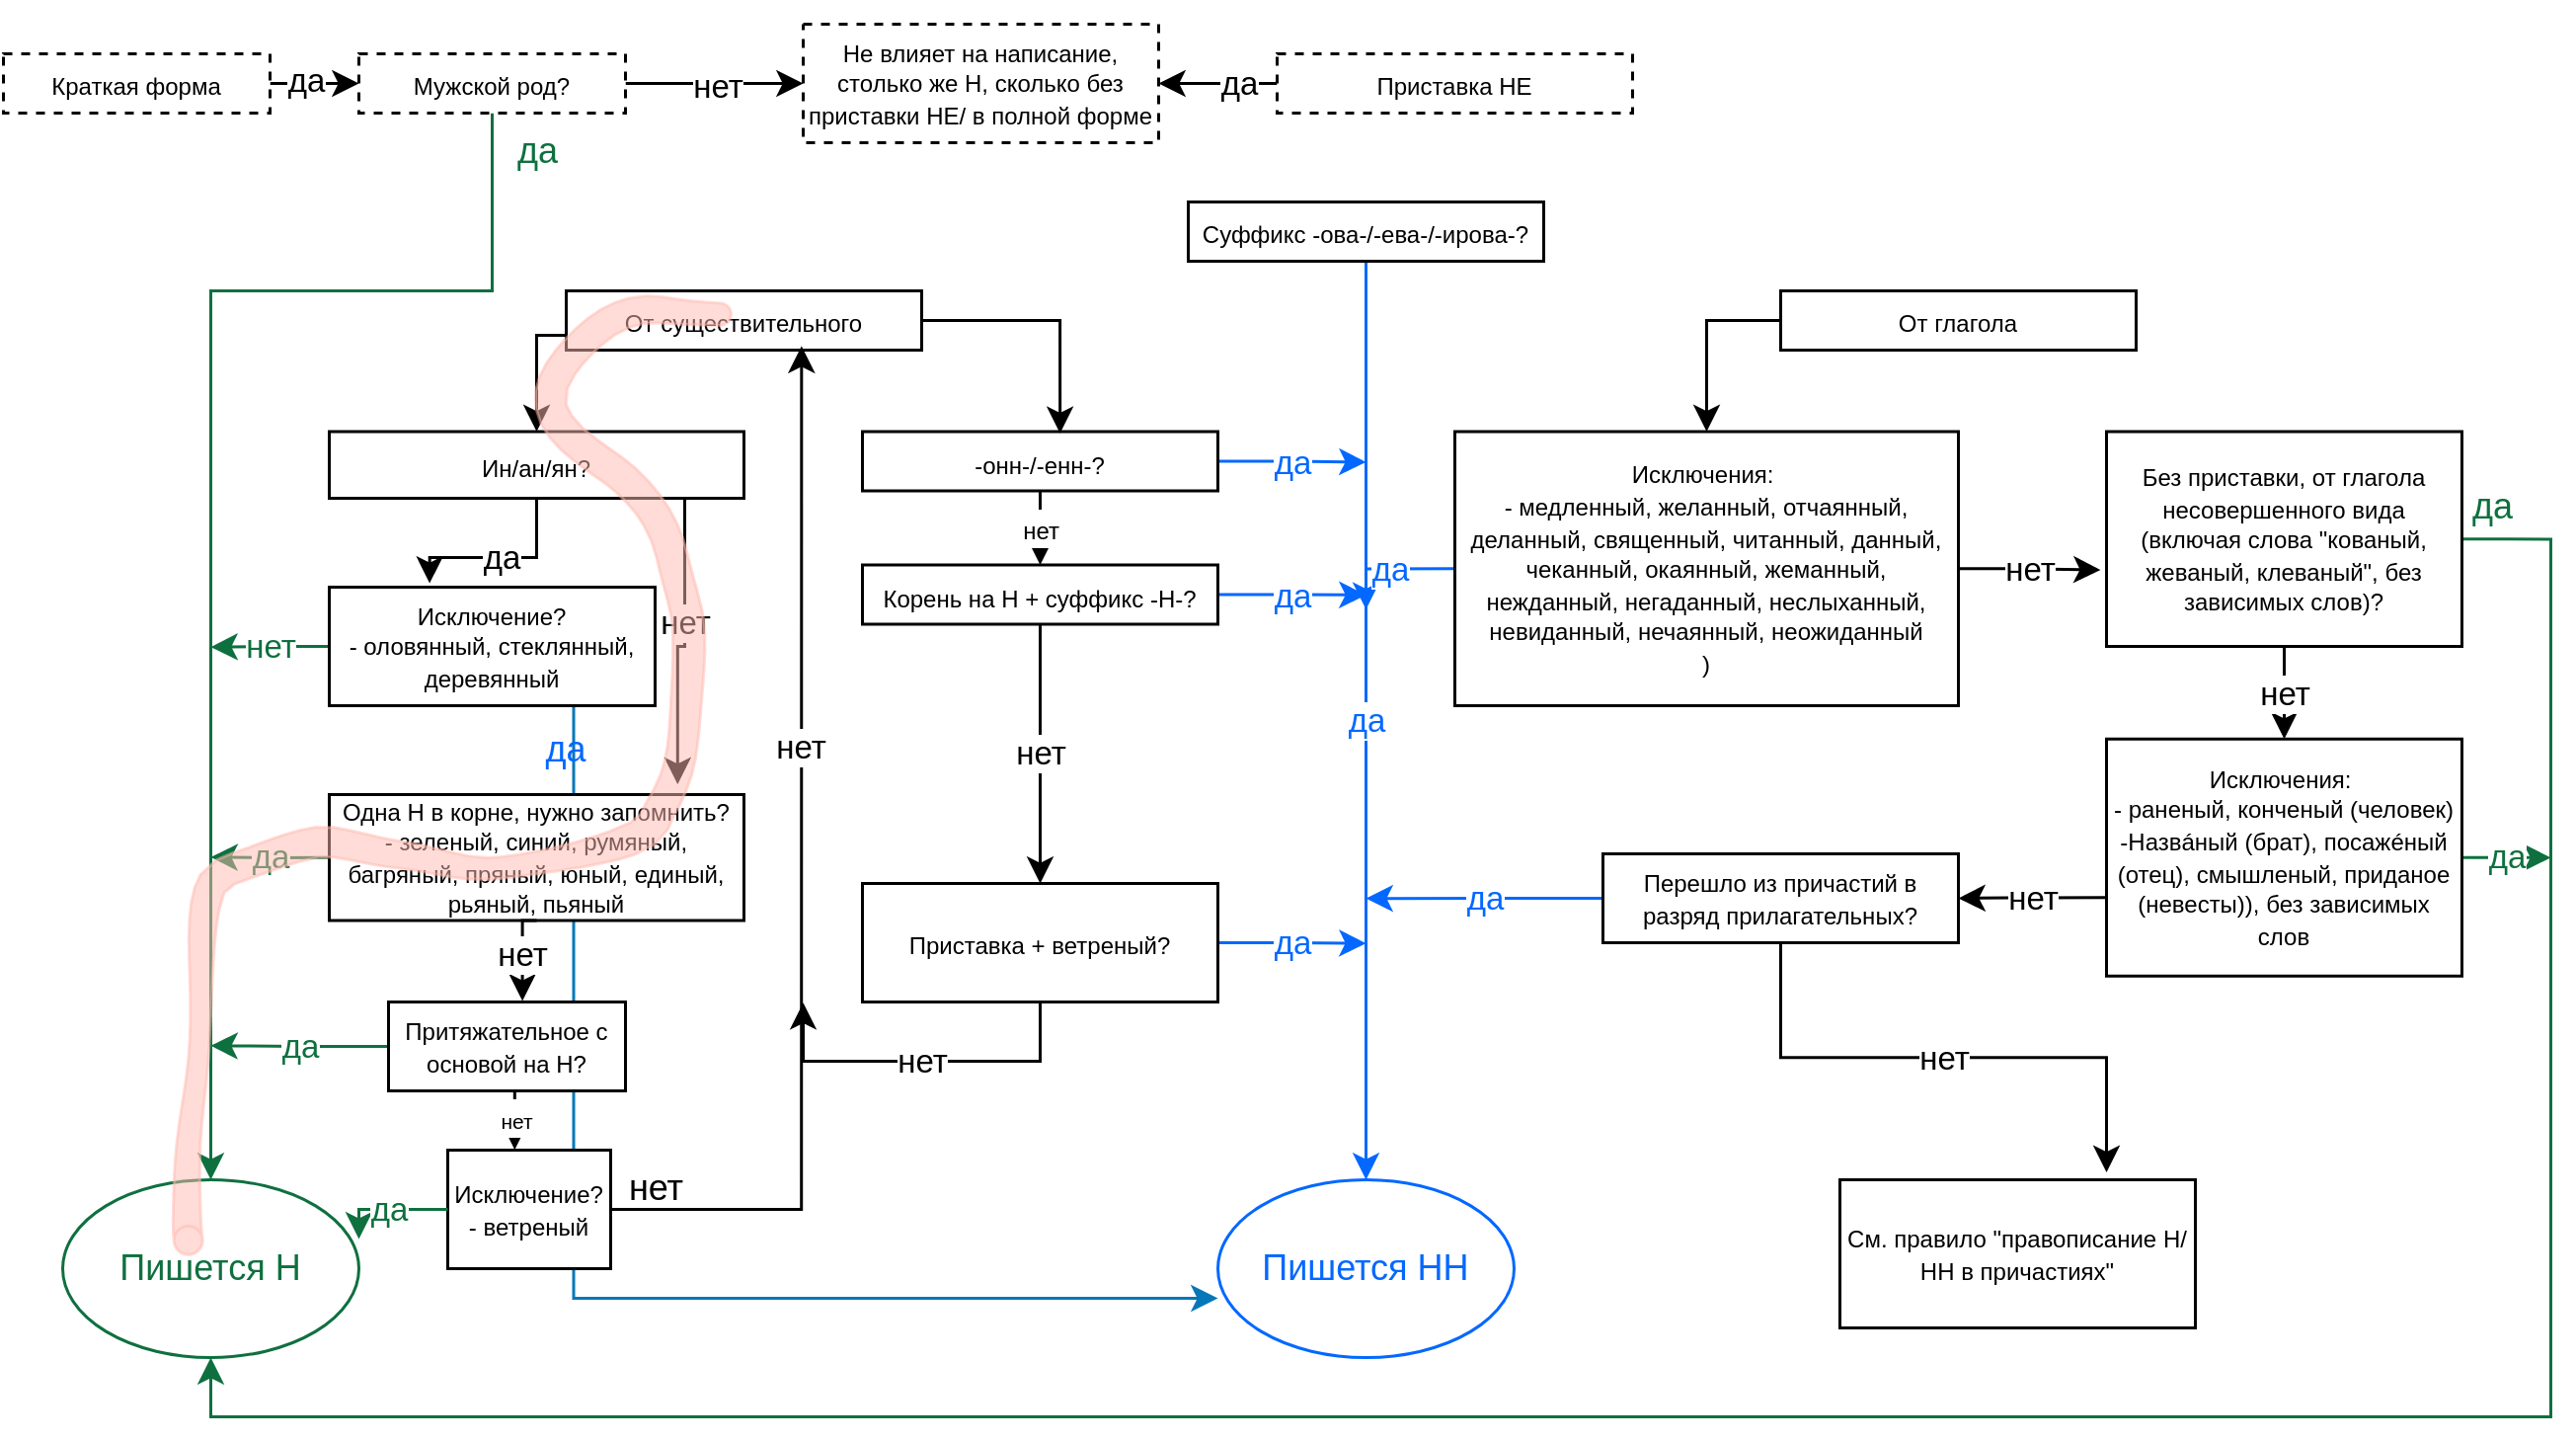 Краткая форма
да
Мужской род?
нет
Не влияет на написание,
столько же Н, сколько без
приставки НЕ/ в полной форме
да
Приставка НЕ
да
Суффикс -ова-/-ева-/-ирова-?
От существительного
От глагола
Ин/ан/ян?
да
нет
Исключение?
- оловянный, стеклянный,
деревянный
нет
да
Одна Н в корне, нужно запомнить?
- зеленый, синий, румяный,
багряный, пряный, юный, единый,
рьяный, пьяный
да
нет
Притяжательное с
основой на Н?
да
нет
Исключение?
- ветреный
да
нет
нет
-онн-/-енн-?
да
нет
Корень на Н + суффикс -Н-?
да
нет
Приставка + ветреный?
да
нет
да
Исключения:
- медленный, желанный, отчаянный,
деланный, священный, читанный, данный,
чеканный, окаянный, жеманный,
нежданный, негаданный, неслыханный,
невиданный, нечаянный, неожиданный
)
да
нет
Без приставки, от глагола
несовершенного вида
(включая слова "кованый,
жеваный, клеваный", без
зависимых слов)?
да
нет
Исключения:
- раненый, конченый (человек)
-Назва́ный (брат), посаже́ный
(отец), смышленый, приданое
(невесты)), без зависимых
слов
да
нет
Перешло из причастий в
разряд прилагательных?
да
нет
См. правило "правописание Н/
НН в причастиях"
Пишется Н
Пишется НН